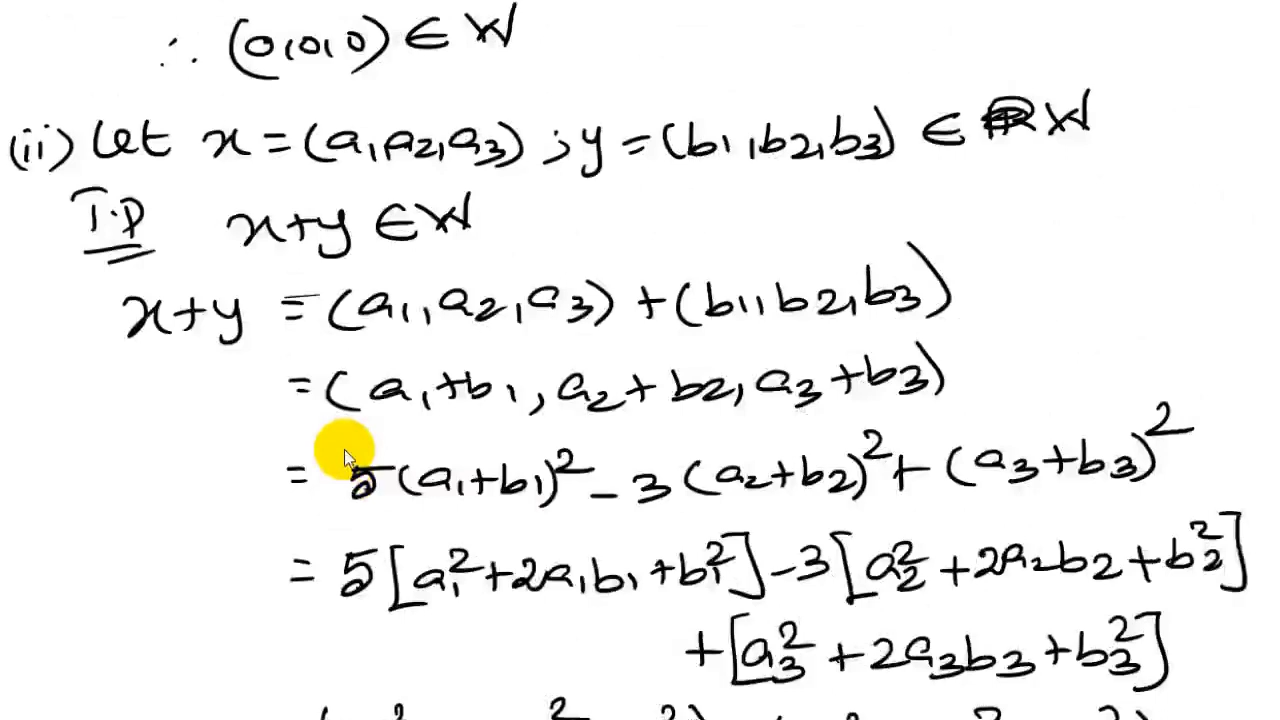 ∴ (0,0,0) ∈ W
(ii) Let x = (a₁,a₂,a₃) ; y = (b₁,b₂,b₃) ∈ W
T.P x+y ∈ W
x+y = (a₁,a₂,a₃) + (b₁,b₂,b₃)
= (a₁+b₁, a₂+b₂, a₃+b₃)
= 5(a₁+b₁)² - 3(a₂+b₂)² + (a₃+b₃)²
= 5[a₁²+2a₁b₁+b₁²] - 3[a₂²+2a₂b₂+b₂²]
+[a₃²+2a₃b₃+b₃²]